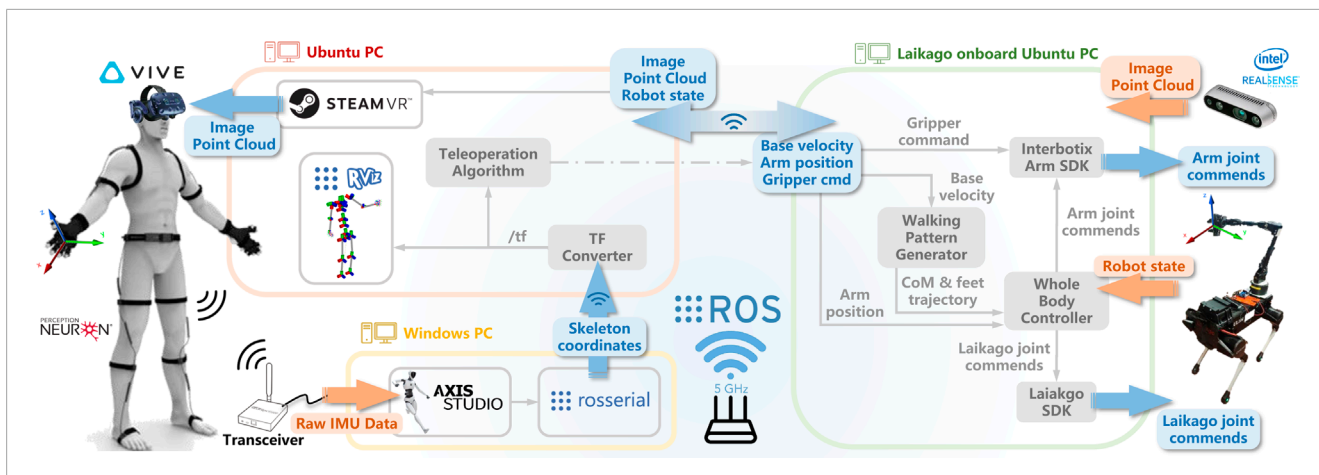 VIVE
Ubuntu PC
STEAMVR™
Image
Point Cloud
Image
Point Cloud
Robot state
Base velocity
Arm position
Gripper cmd
Teleoperation
Algorithm
RViz
/tf
TF
Converter
PERCEPTION
NEURON®
Windows PC
Skeleton
coordinates
AXIS
STUDIO
rosserial
Raw IMU Data
Transceiver
ROS
5 GHz
Laikago onboard Ubuntu PC
Image
Point Cloud
intel
REALSENSE
Gripper
command
Interbotix
Arm SDK
Arm joint
commends
Base
velocity
Walking
Pattern
Generator
Arm joint
commends
CoM & feet
trajectory
Arm
position
Whole
Body
Controller
Robot state
Laikago joint
commends
Laiakgo
SDK
Laikago joint
commends
z
y
x
z
y
x